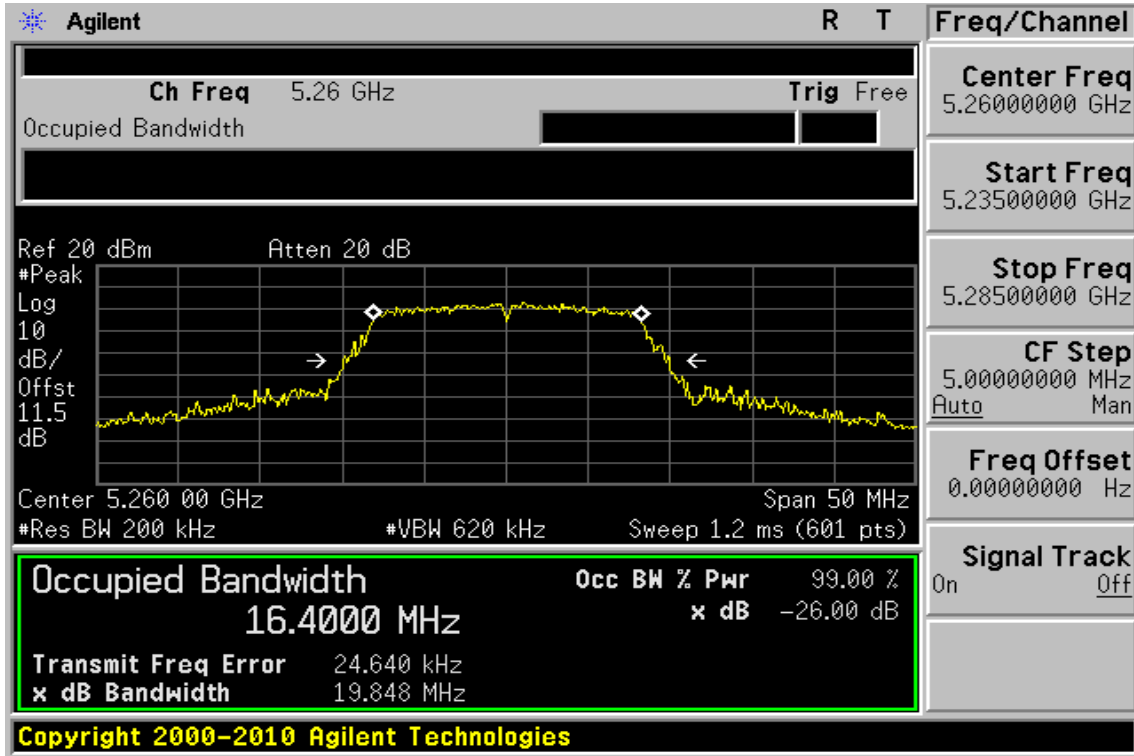 Agilent R T
Freq/Channel
Ch Freq 5.26 GHz Trig Free
Occupied Bandwidth
Center Freq
5.26000000 GHz
Start Freq
5.23500000 GHz
Stop Freq
5.28500000 GHz
CF Step
5.00000000 MHz
Auto Man
Freq Offset
0.00000000 Hz
Signal Track
On Off
Ref 20 dBm Atten 20 dB
#Peak
Log
10
dB/
Offst
11.5
dB
Center 5.260 00 GHz Span 50 MHz
#Res BW 200 kHz #VBW 620 kHz Sweep 1.2 ms (601 pts)
Occupied Bandwidth
16.4000 MHz
Occ BW % Pwr 99.00 %
x dB -26.00 dB
Transmit Freq Error 24.640 kHz
x dB Bandwidth 19.848 MHz
Copyright 2000-2010 Agilent Technologies